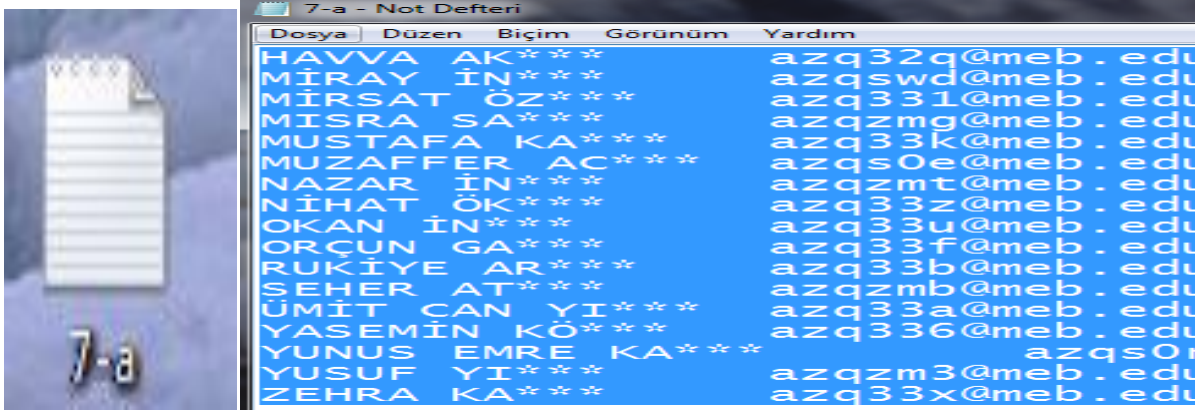 7-a
7-a - Not Defteri
Dosya Düzen Biçim Görünüm Yardım
HAVVA AK*** azq32q@meb.edu
MİRAY İN*** azqswd@meb.edu
MİRSAT ÖZ*** azq331@meb.edu
MISRA SA*** azqzmg@meb.edu
MUSTAFA KA*** azq33k@meb.edu
MUZAFFER AC*** azqs0e@meb.edu
NAZAR İN*** azqzmt@meb.edu
NİHAT ÖK*** azq33z@meb.edu
OKAN İN*** azq33u@meb.edu
ORÇUN GA*** azq33f@meb.edu
RUKİYE AR*** azq33b@meb.edu
SEHER AT*** azqzmb@meb.edu
ÜMİT CAN YI*** azq33a@meb.edu
YASEMİN KÖ*** azq336@meb.edu
YUNUS EMRE KA*** azqs0
YUSUF YI*** azqzm3@meb.edu
ZEHRA KA*** azq33x@meb.edu